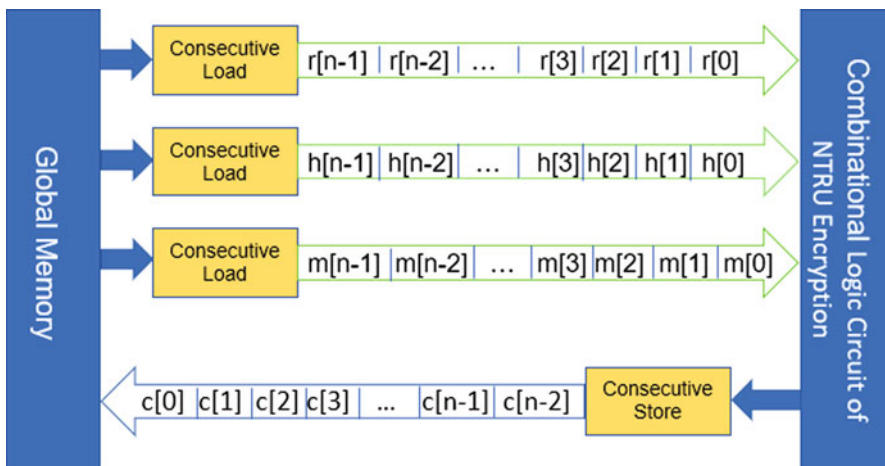 Global Memory
Consecutive
Load
r[n-1] r[n-2] ... r[3] r[2] r[1] r[0]
Consecutive
Load
h[n-1] h[n-2] ... h[3] h[2] h[1] h[0]
Consecutive
Load
m[n-1] m[n-2] ... m[3] m[2] m[1] m[0]
c[0] c[1] c[2] c[3] ... c[n-1] c[n-2]
Consecutive
Store
Combinational Logic Circuit of
NTRU Encryption